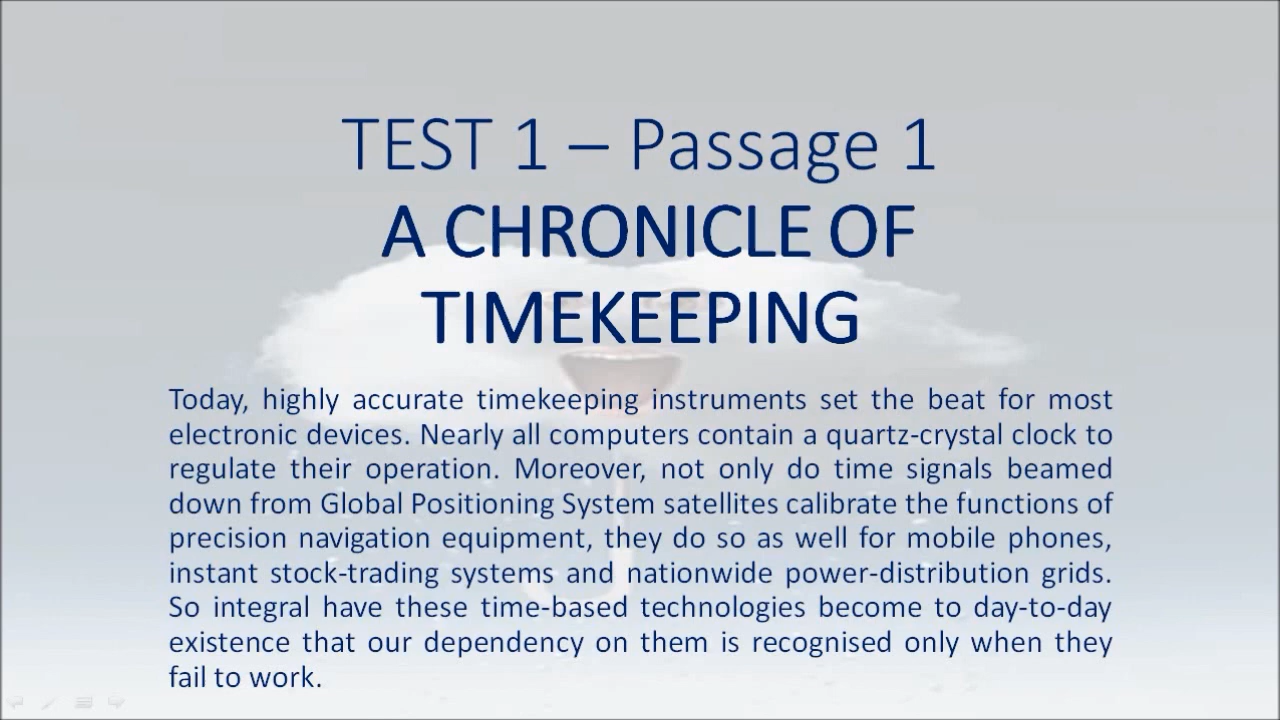 TEST 1 – Passage 1
A CHRONICLE OF
TIMEKEEPING
Today, highly accurate timekeeping instruments set the beat for most
electronic devices. Nearly all computers contain a quartz-crystal clock to
regulate their operation. Moreover, not only do time signals beamed
down from Global Positioning System satellites calibrate the functions of
precision navigation equipment, they do so as well for mobile phones,
instant stock-trading systems and nationwide power-distribution grids.
So integral have these time-based technologies become to day-to-day
existence that our dependency on them is recognised only when they
fail to work.